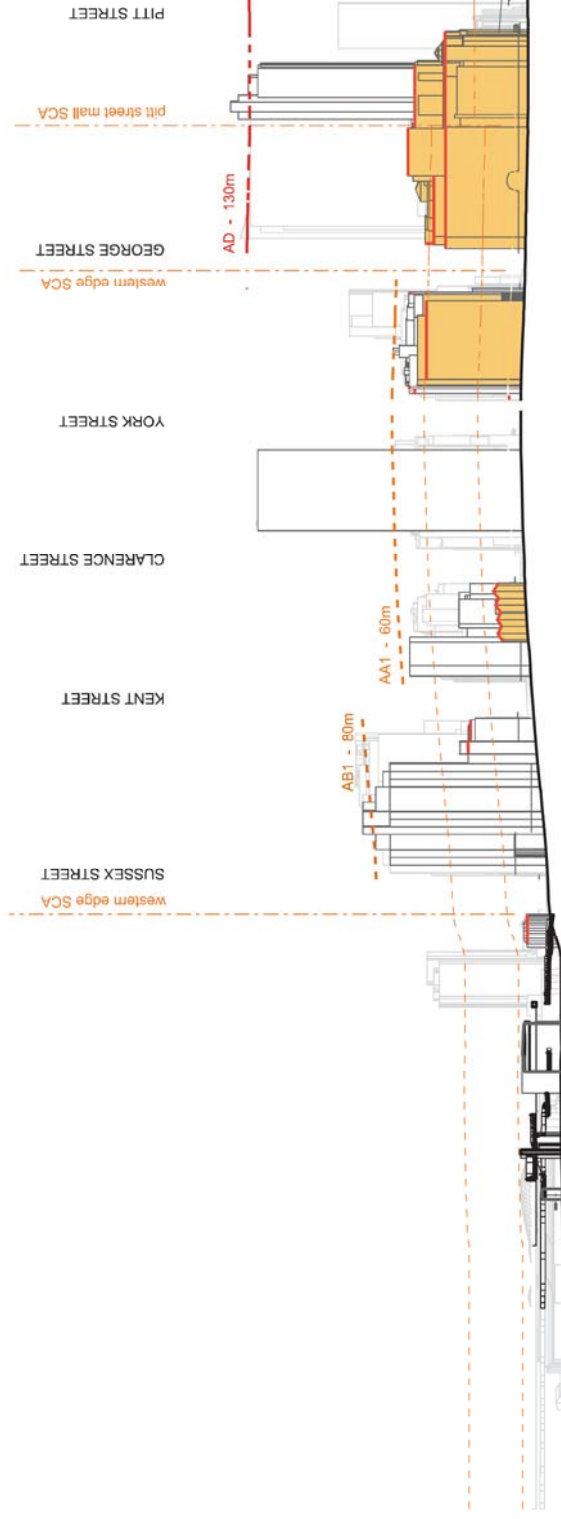 PITT STREET
pitt street mall SCA
AD - 130m
GEORGE STREET
western edge SCA
YORK STREET
CLARENCE STREET
AA1 - 60m
KENT STREET
AB1 - 80m
SUSSEX STREET
western edge SCA